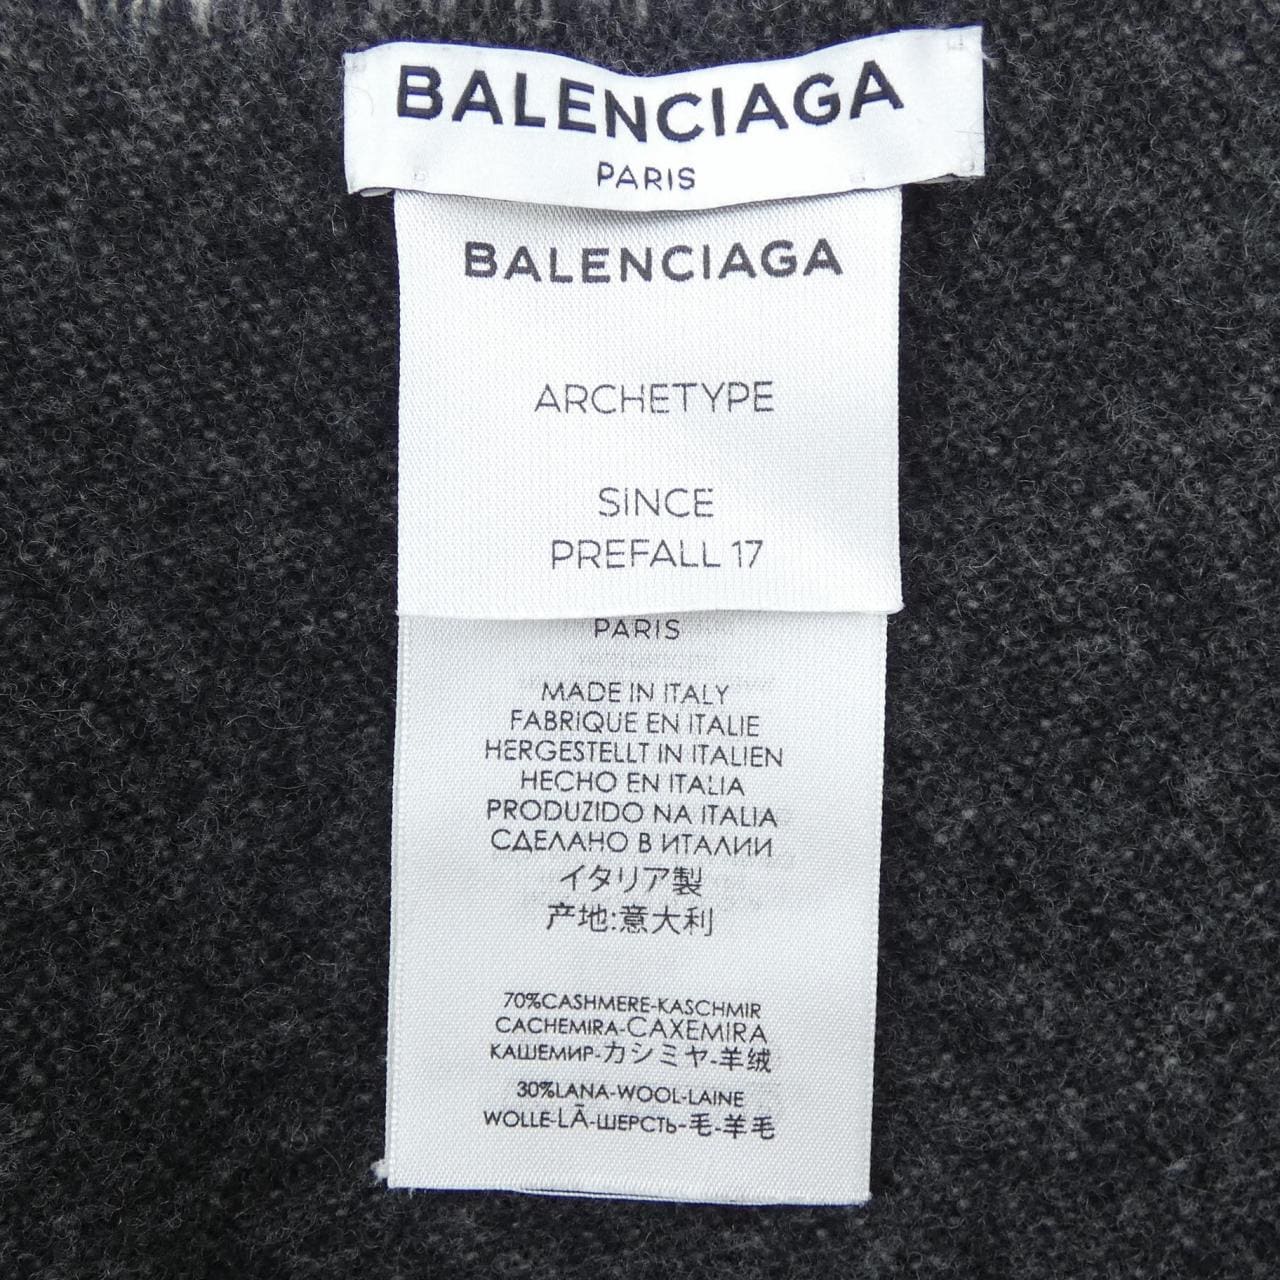 BALENCIAGA
PARIS
BALENCIAGA
ARCHETYPE
SINCE
PREFALL 17
PARIS
MADE IN ITALY
FABRIQUE EN ITALIE
HERGESTELLT IN ITALIEN
HECHO EN ITALIA
PRODUZIDO NA ITALIA
СДЕЛАНО В ИТАЛИИ
イタリア製
产地:意大利
70%CASHMERE-KASCHMIR
CACHEMIRA-CAXEMIRA
КАШЕМИР-カシミヤ-羊绒
30%LANA-WOOL-LAINE
WOLLE-LĀ-ШЕРСТЬ-毛-羊毛